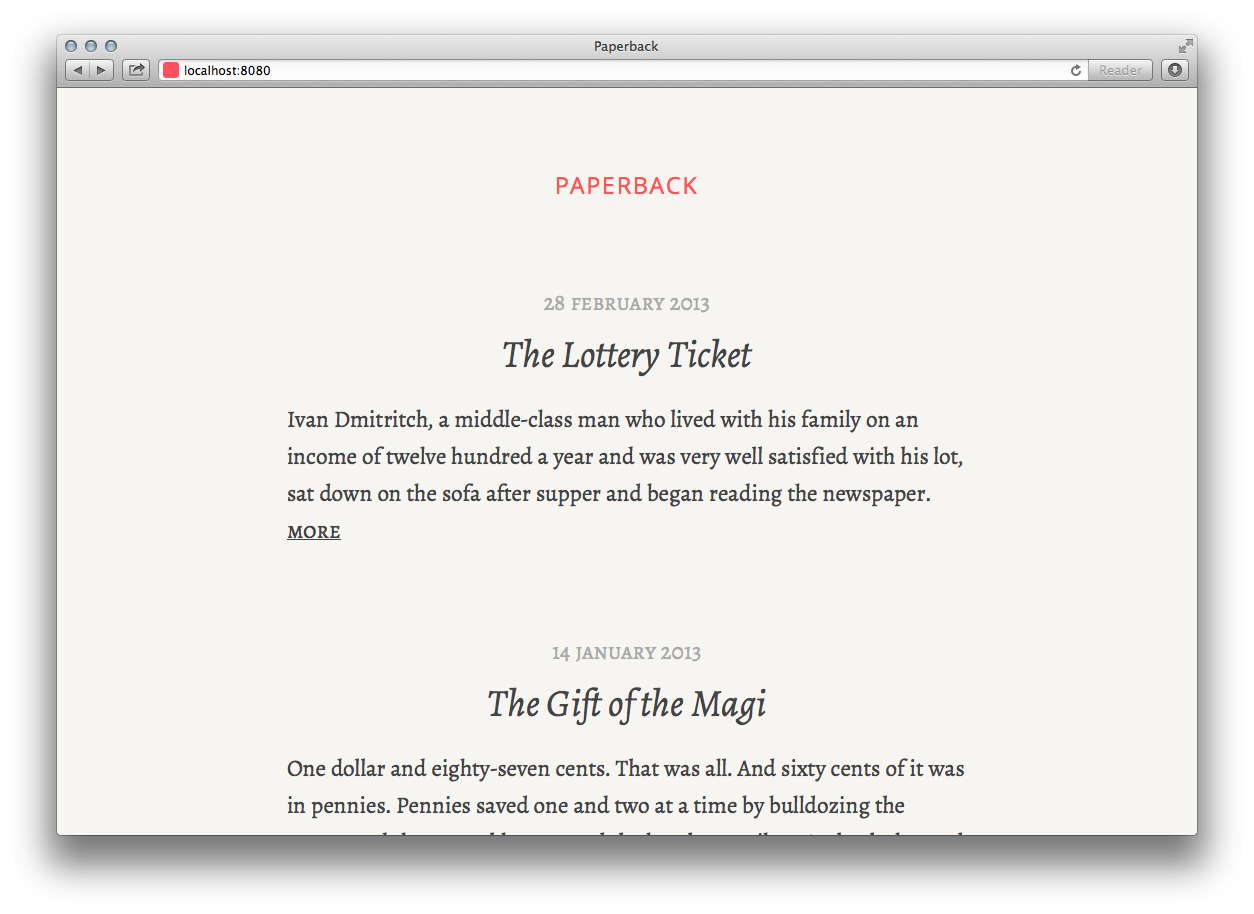 Paperback
localhost:8080
Reader
PAPERBACK
28 FEBRUARY 2013
The Lottery Ticket
Ivan Dmitritch, a middle-class man who lived with his family on an
income of twelve hundred a year and was very well satisfied with his lot,
sat down on the sofa after supper and began reading the newspaper.
MORE
14 JANUARY 2013
The Gift of the Magi
One dollar and eighty-seven cents. That was all. And sixty cents of it was
in pennies. Pennies saved one and two at a time by bulldozing the